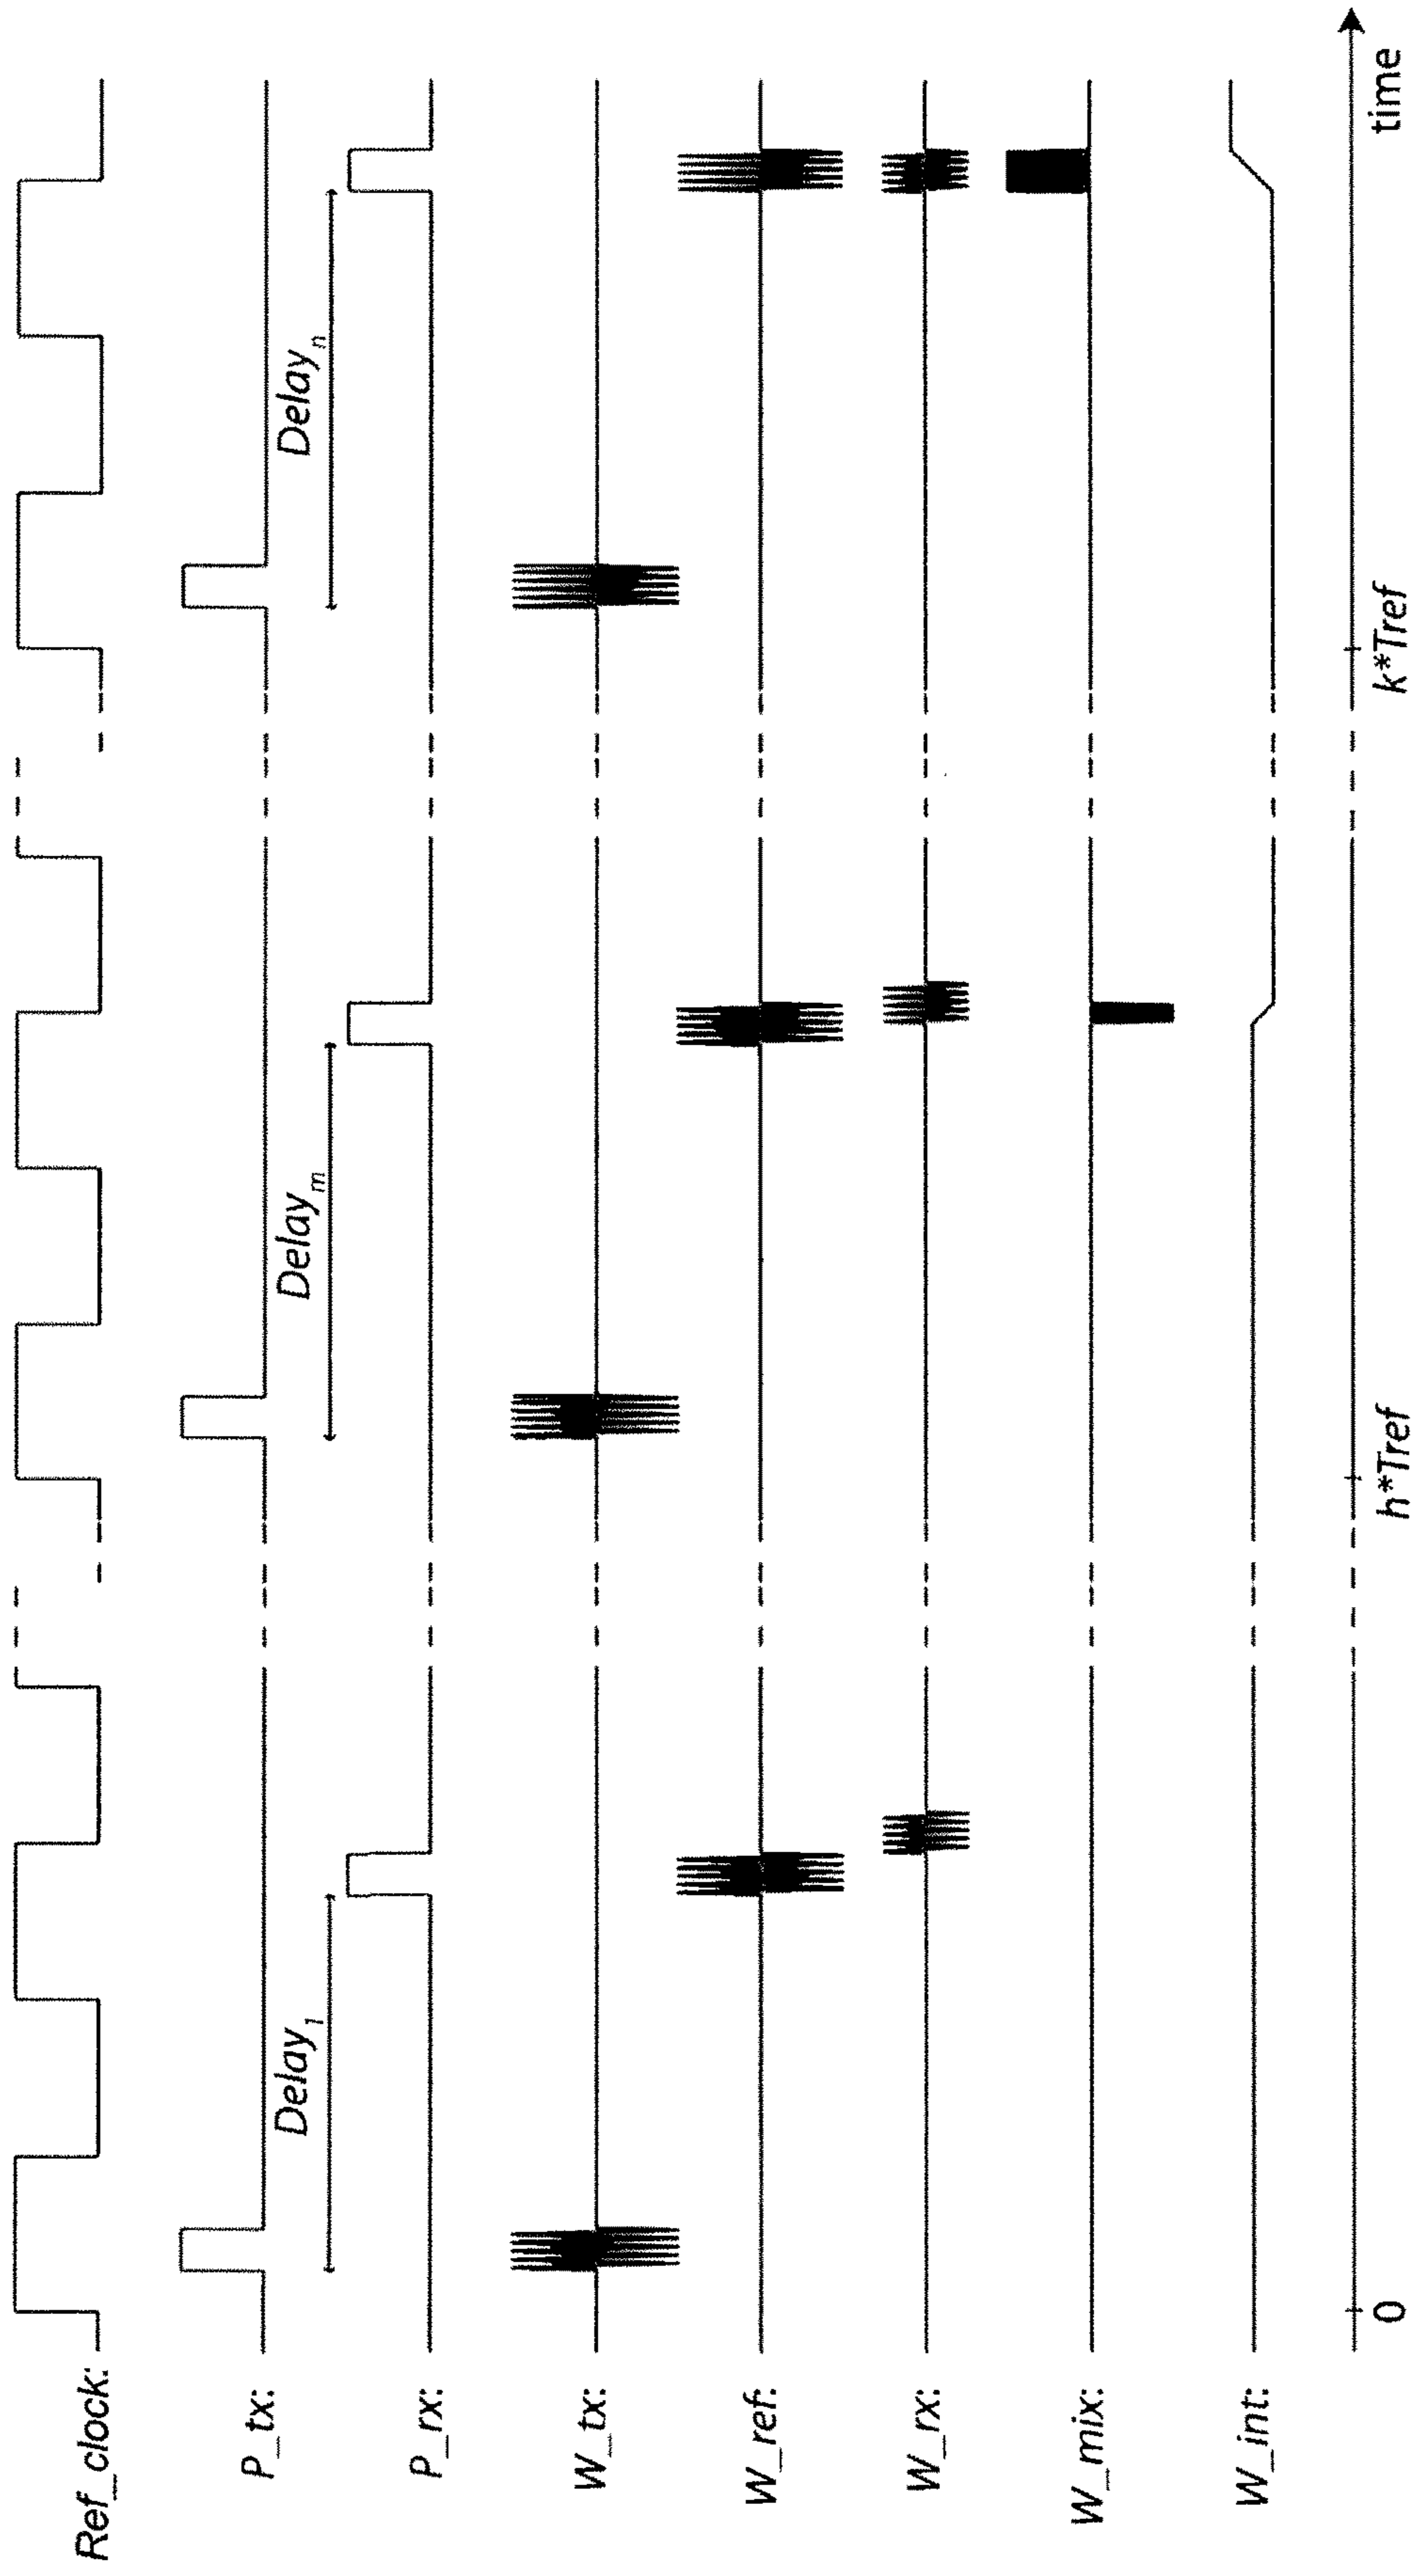 Ref_clock:
P_tx:
Delay1
Delaym
Delayn
P_rx:
W_tx:
W_ref:
W_rx:
W_mix:
W_int:
0
h*Tref
k*Tref
time